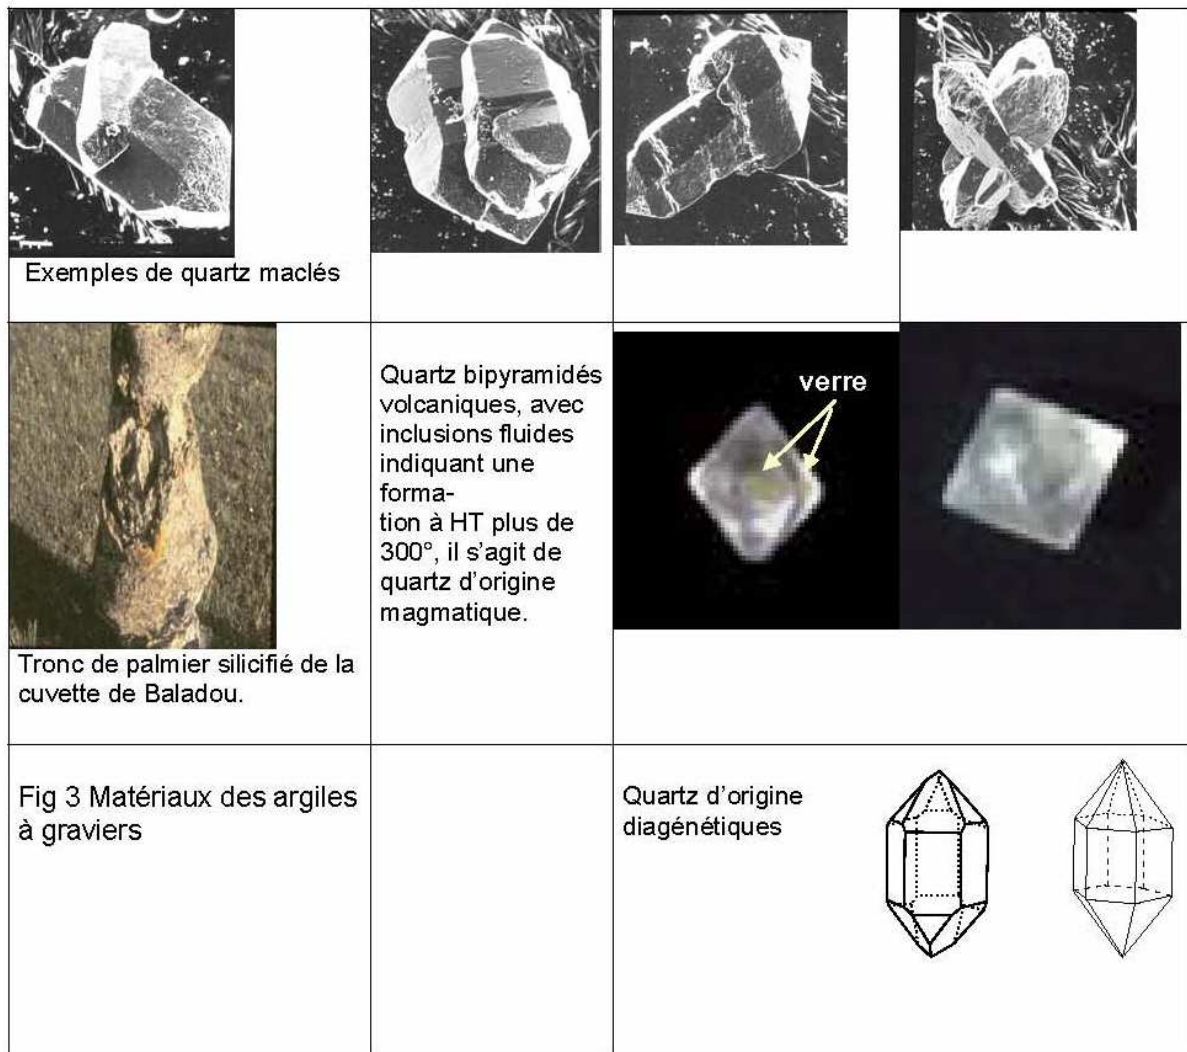 Exemples de quartz maclés
Quartz bipyramidés
volcaniques, avec
inclusions fluides
indiquant une
forma-
tion à HT plus de
300°, il s'agit de
quartz d'origine
magmatique.
verre
Tronc de palmier silicifié de la
cuvette de Baladou.
Fig 3 Matériaux des argiles
à graviers
Quartz d'origine
diagénétiques